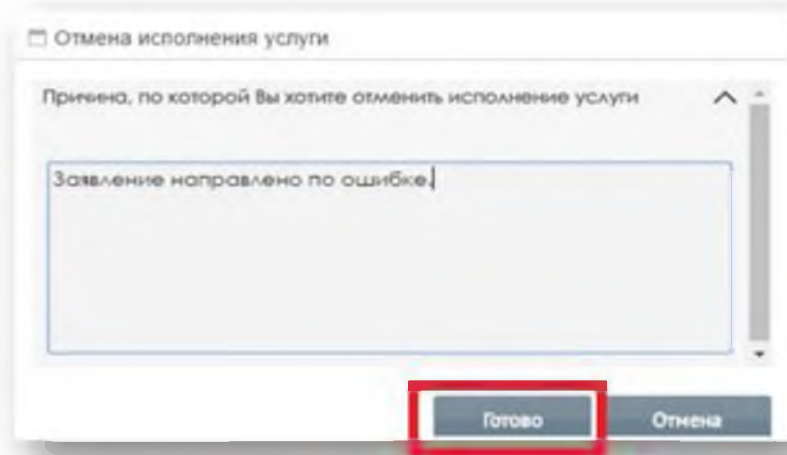 Отмена исполнения услуги
Причина, по которой Вы хотите отменить исполнение услуги
Заявление направлено по ошибке.
Готово Отмена